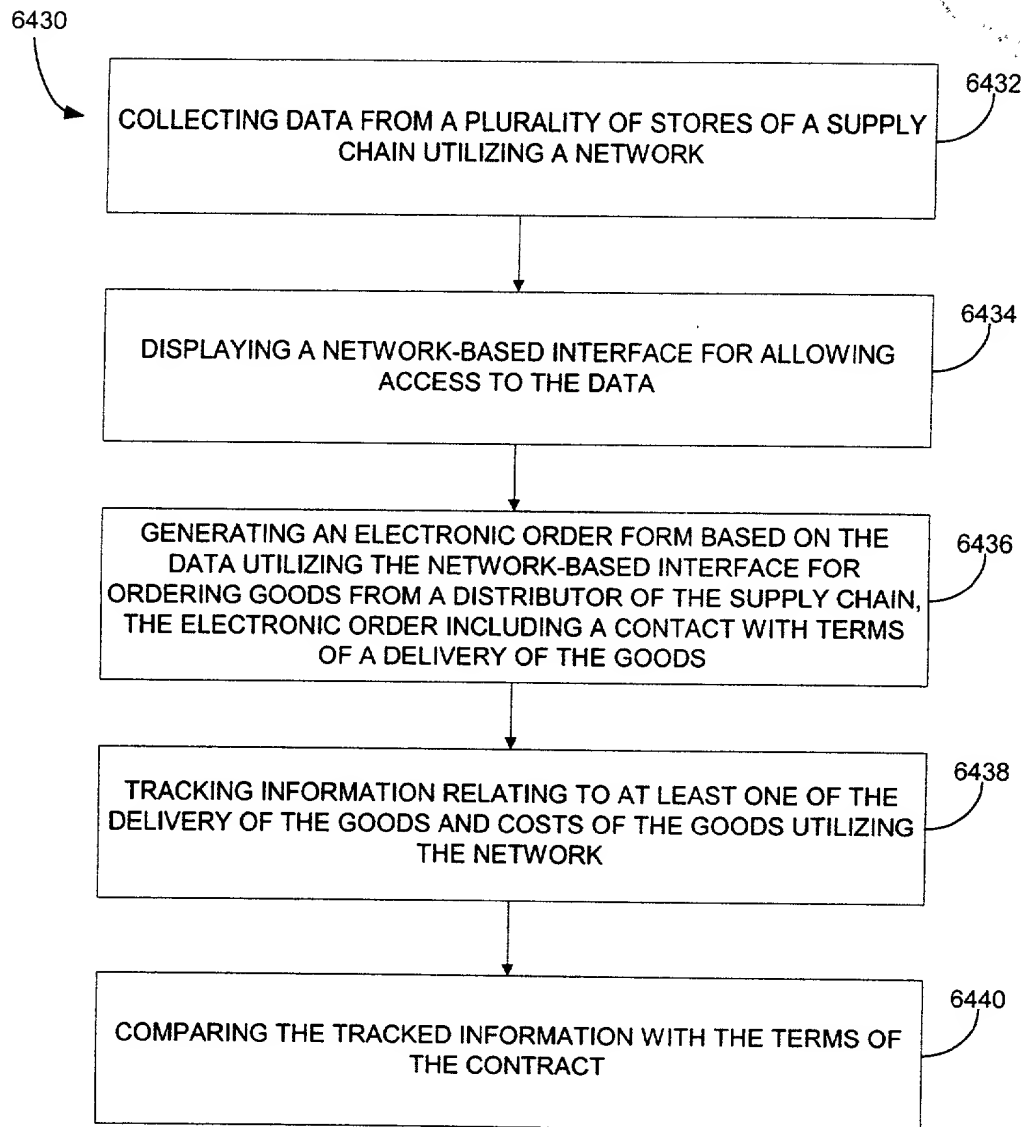 6430
6432
COLLECTING DATA FROM A PLURALITY OF STORES OF A SUPPLY
CHAIN UTILIZING A NETWORK
6434
DISPLAYING A NETWORK-BASED INTERFACE FOR ALLOWING
ACCESS TO THE DATA
6436
GENERATING AN ELECTRONIC ORDER FORM BASED ON THE
DATA UTILIZING THE NETWORK-BASED INTERFACE FOR
ORDERING GOODS FROM A DISTRIBUTOR OF THE SUPPLY CHAIN,
THE ELECTRONIC ORDER INCLUDING A CONTACT WITH TERMS
OF A DELIVERY OF THE GOODS
6438
TRACKING INFORMATION RELATING TO AT LEAST ONE OF THE
DELIVERY OF THE GOODS AND COSTS OF THE GOODS UTILIZING
THE NETWORK
6440
COMPARING THE TRACKED INFORMATION WITH THE TERMS OF
THE CONTRACT